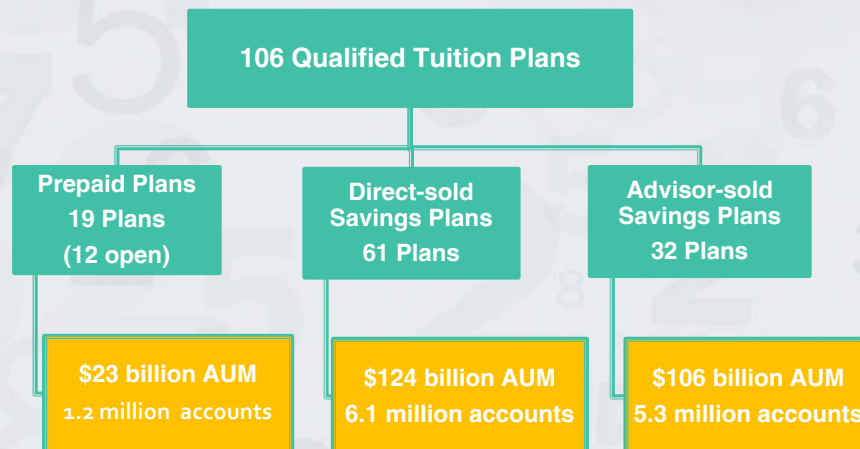 106 Qualified Tuition Plans
Prepaid Plans
19 Plans
(12 open)
Direct-sold
Savings Plans
61 Plans
Advisor-sold
Savings Plans
32 Plans
$23 billion AUM
1.2 million accounts
$124 billion AUM
6.1 million accounts
$106 billion AUM
5.3 million accounts